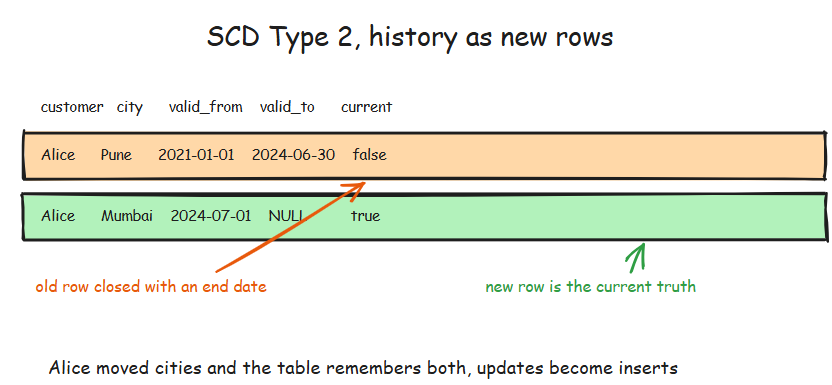 SCD Type 2, history as new rows
customer city valid_from valid_to current
Alice Pune 2021-01-01 2024-06-30 false
Alice Mumbai 2024-07-01 NULL true
old row closed with an end date
new row is the current truth
Alice moved cities and the table remembers both, updates become inserts